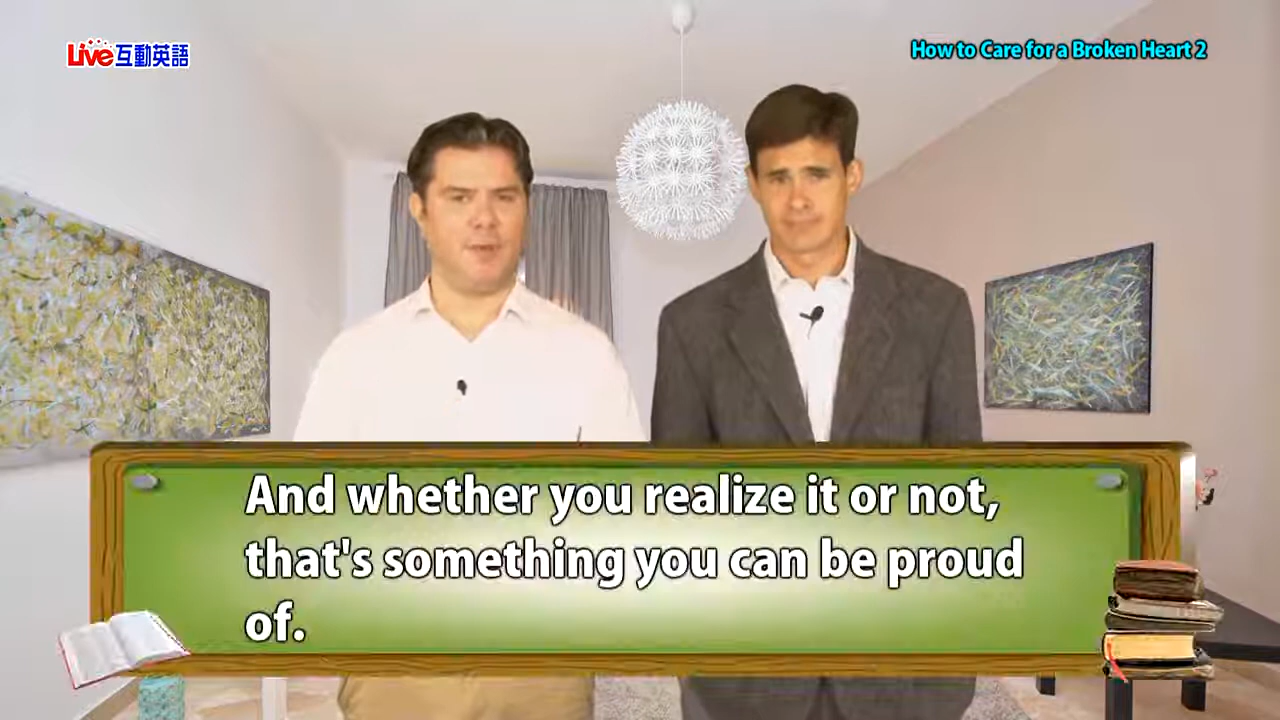 Live互動英語
How to Care for a Broken Heart 2
And whether you realize it or not,
that's something you can be proud
of.